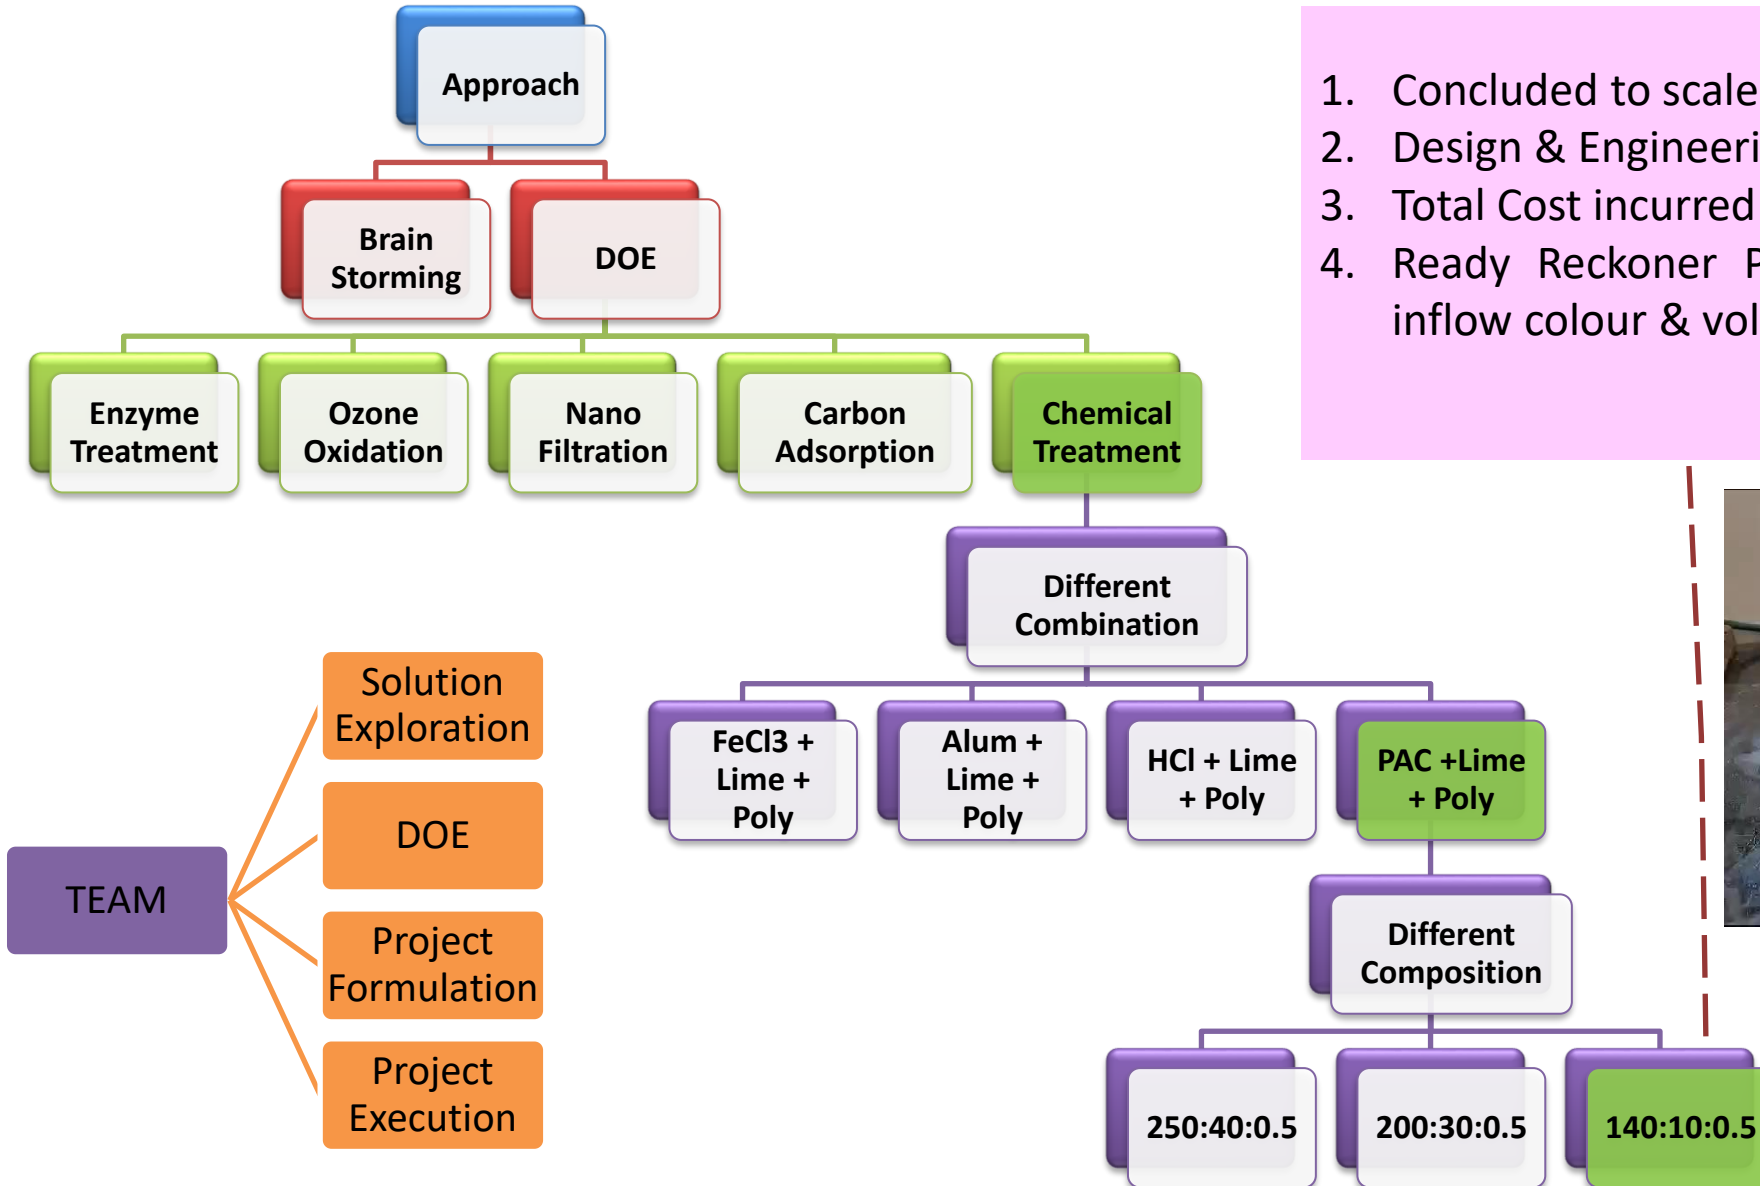 Approach
1. Concluded to scale
2. Design & Engineeri
3. Total Cost incurred
4. Ready Reckoner P
inflow colour & vol
Brain
Storming
DOE
Enzyme
Treatment
Ozone
Oxidation
Nano
Filtration
Carbon
Adsorption
Chemical
Treatment
Different
Combination
FeCl3 +
Lime +
Poly
Alum +
Lime +
Poly
HCl + Lime
+ Poly
PAC +Lime
+ Poly
Different
Composition
250:40:0.5
200:30:0.5
140:10:0.5
TEAM
Solution
Exploration
DOE
Project
Formulation
Project
Execution